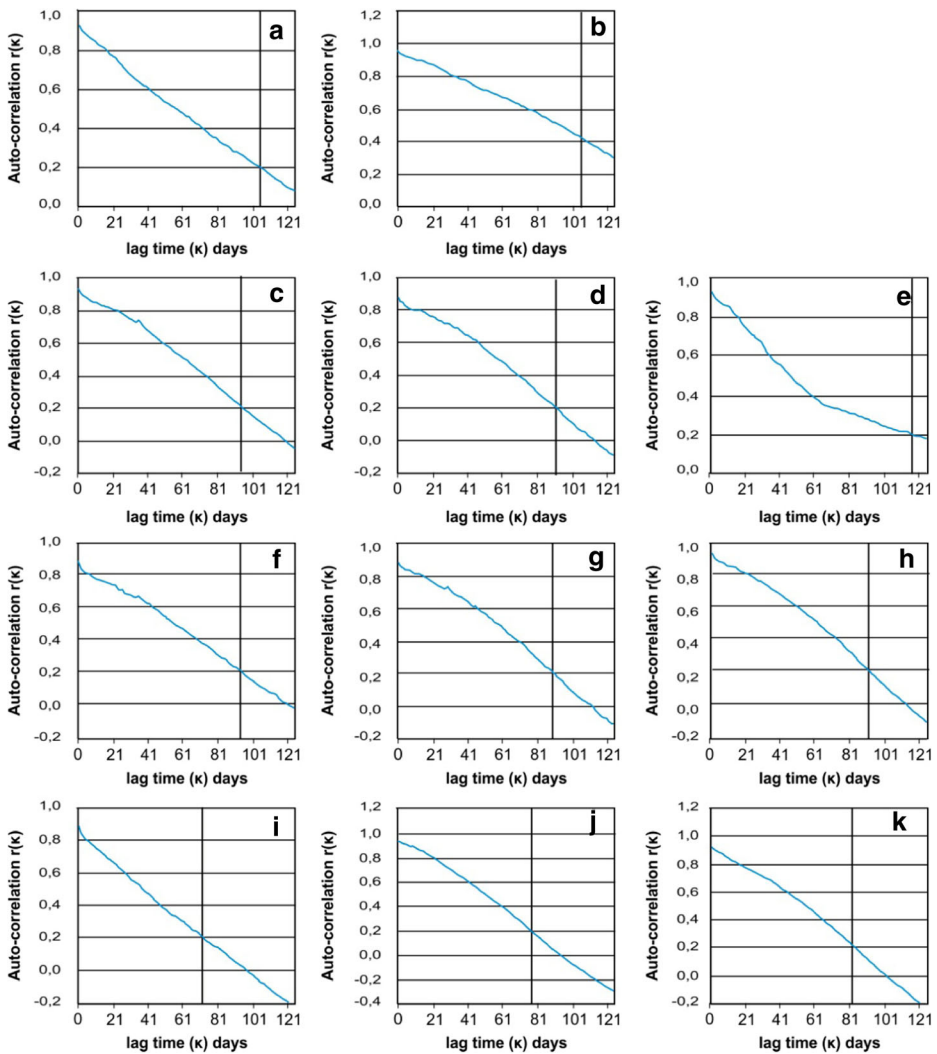 a
Auto-correlation r(κ)
1,0
0,8
0,6
0,4
0,2
0,0
0 21 41 61 81 101 121
lag time (κ) days
b
Auto-correlation r(κ)
1,2
1,0
0,8
0,6
0,4
0,2
0,0
0 21 41 61 81 101 121
lag time (κ) days
c
Auto-correlation r(κ)
1,0
0,8
0,6
0,4
0,2
0,0
-0,2
0 21 41 61 81 101 121
lag time (κ) days
d
Auto-correlation r(κ)
1,0
0,8
0,6
0,4
0,2
0,0
-0,2
0 21 41 61 81 101 121
lag time (κ) days
e
Auto-correlation r(κ)
1,0
0,8
0,6
0,4
0,2
0,0
0 21 41 61 81 101 121
lag time (κ) days
f
Auto-correlation r(κ)
1,0
0,8
0,6
0,4
0,2
0,0
-0,2
0 21 41 61 81 101 121
lag time (κ) days
g
Auto-correlation r(κ)
1,0
0,8
0,6
0,4
0,2
0,0
-0,2
0 21 41 61 81 101 121
lag time (κ) days
h
Auto-correlation r(κ)
1,0
0,8
0,6
0,4
0,2
0,0
-0,2
0 21 41 61 81 101 121
lag time (κ) days
i
Auto-correlation r(κ)
1,0
0,8
0,6
0,4
0,2
0,0
-0,2
0 21 41 61 81 101 121
lag time (κ) days
j
Auto-correlation r(κ)
1,2
1,0
0,8
0,6
0,4
0,2
0,0
-0,2
-0,4
0 21 41 61 81 101 121
lag time (κ) days
k
Auto-correlation r(κ)
1,2
1,0
0,8
0,6
0,4
0,2
0,0
-0,2
0 21 41 61 81 101 121
lag time (κ) days